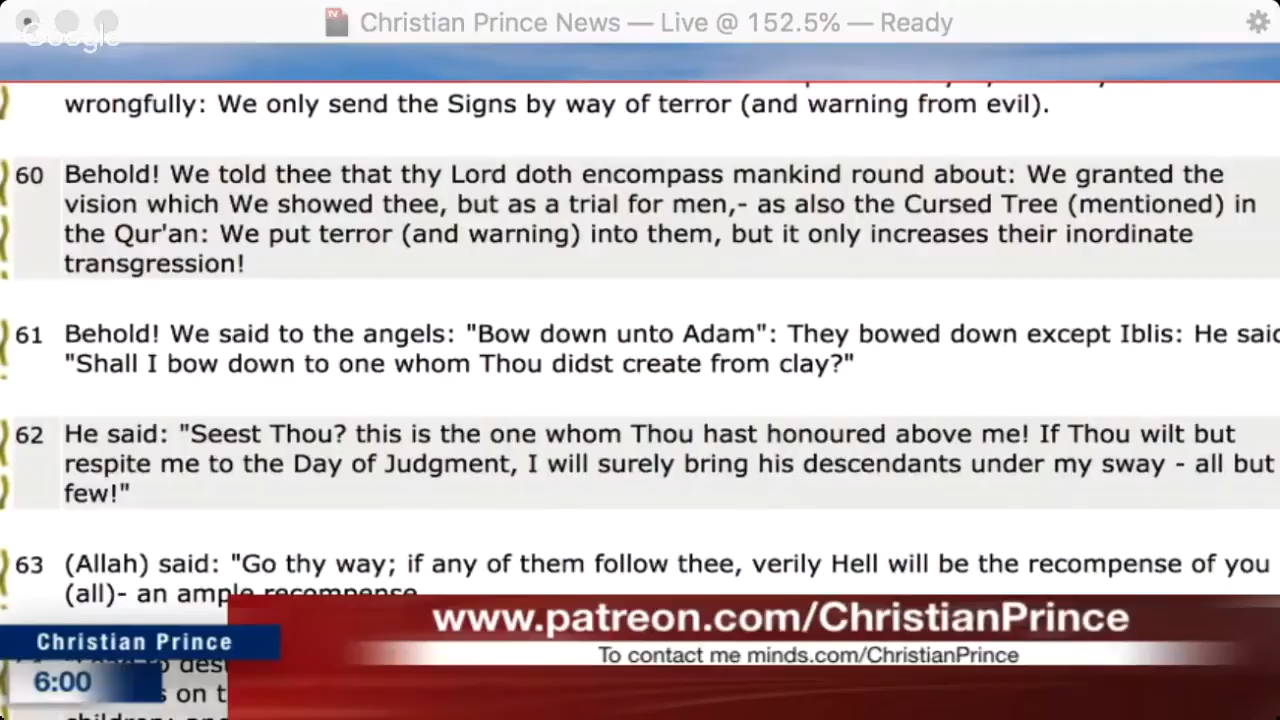 Christian Prince News — Live @ 152.5% — Ready
Google
wrongfully: We only send the Signs by way of terror (and warning from evil).
60 Behold! We told thee that thy Lord doth encompass mankind round about: We granted the
vision which We showed thee, but as a trial for men,- as also the Cursed Tree (mentioned) in
the Qur'an: We put terror (and warning) into them, but it only increases their inordinate
transgression!
61 Behold! We said to the angels: "Bow down unto Adam": They bowed down except Iblis: He said
"Shall I bow down to one whom Thou didst create from clay?"
62 He said: "Seest Thou? this is the one whom Thou hast honoured above me! If Thou wilt but
respite me to the Day of Judgment, I will surely bring his descendants under my sway - all but
few!"
63 (Allah) said: "Go thy way; if any of them follow thee, verily Hell will be the recompense of you
(all)- an ample recompense
www.patreon.com/ChristianPrince
Christian Prince
To contact me minds.com/ChristianPrince
6:00